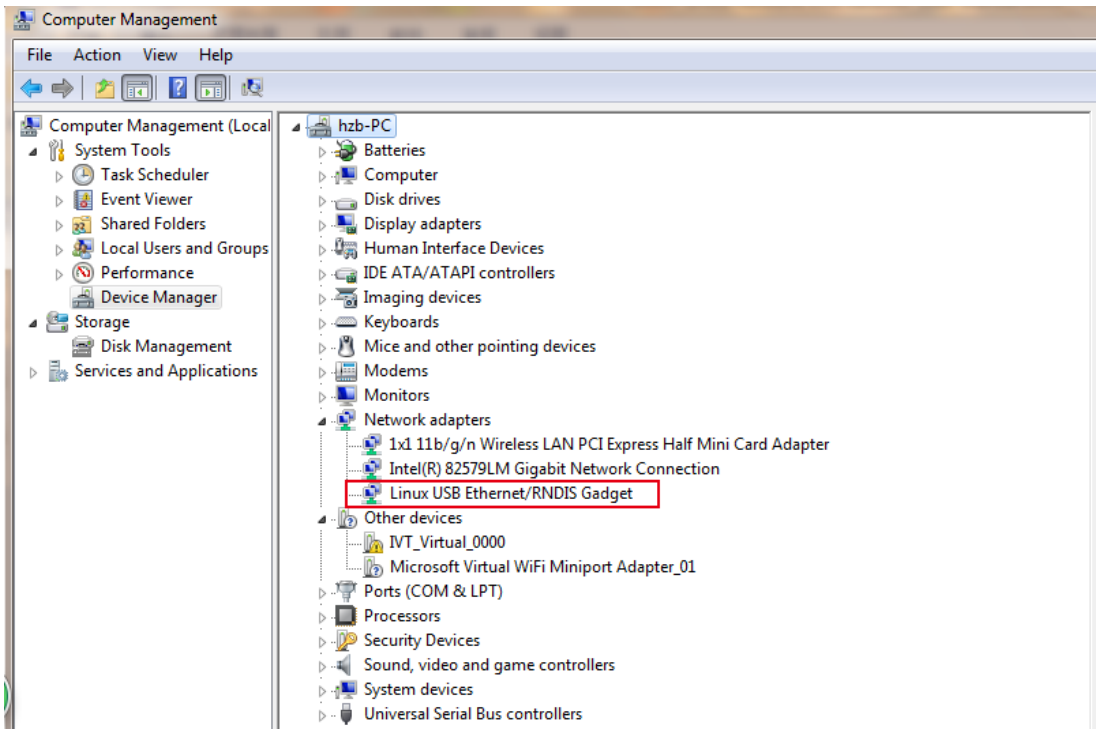 Computer Management
File Action View Help
Computer Management (Local
System Tools
Task Scheduler
Event Viewer
Shared Folders
Local Users and Groups
Performance
Device Manager
Storage
Disk Management
Services and Applications
hzb-PC
Batteries
Computer
Disk drives
Display adapters
Human Interface Devices
IDE ATA/ATAPI controllers
Imaging devices
Keyboards
Mice and other pointing devices
Modems
Monitors
Network adapters
1x1 11b/g/n Wireless LAN PCI Express Half Mini Card Adapter
Intel(R) 82579LM Gigabit Network Connection
Linux USB Ethernet/RNDIS Gadget
Other devices
IVT_Virtual_0000
Microsoft Virtual WiFi Miniport Adapter_01
Ports (COM & LPT)
Processors
Security Devices
Sound, video and game controllers
System devices
Universal Serial Bus controllers